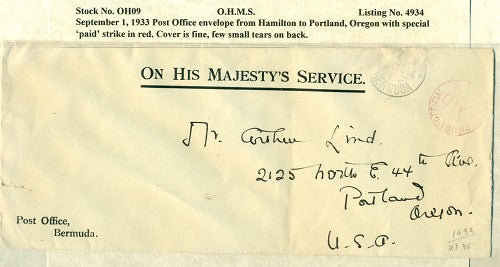 Stock No. OH09 O.H.M.S. Listing No. 4934
September 1, 1933 Post Office envelope from Hamilton to Portland, Oregon with special
'paid' strike in red. Cover is fine, few small tears on back.
BERMUDA
ON HIS MAJESTY'S SERVICE.
Mr. Arthur Lind.
2125 North E. 44th Ave.
Portland
Oregon.
U.S.A.
Post Office,
Bermuda.
1933